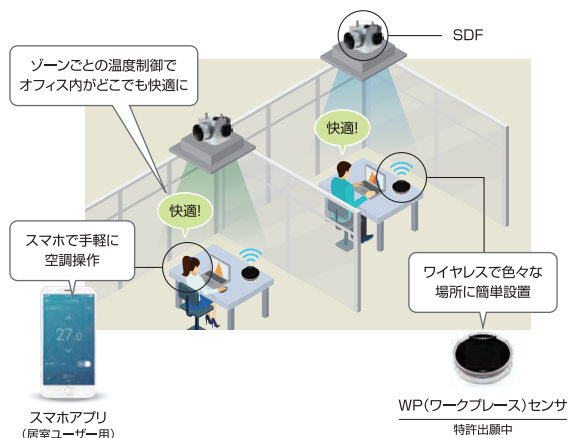 SDF
ゾーンごとの温度制御で
オフィス内がどこでも快適に
快適!
快適!
スマホで手軽に
空調操作
ワイヤレスで色々な
場所に簡単設置
27.0
スマホアプリ
(居室ユーザー用)
WP(ワークプレース)センサ
特許出願中